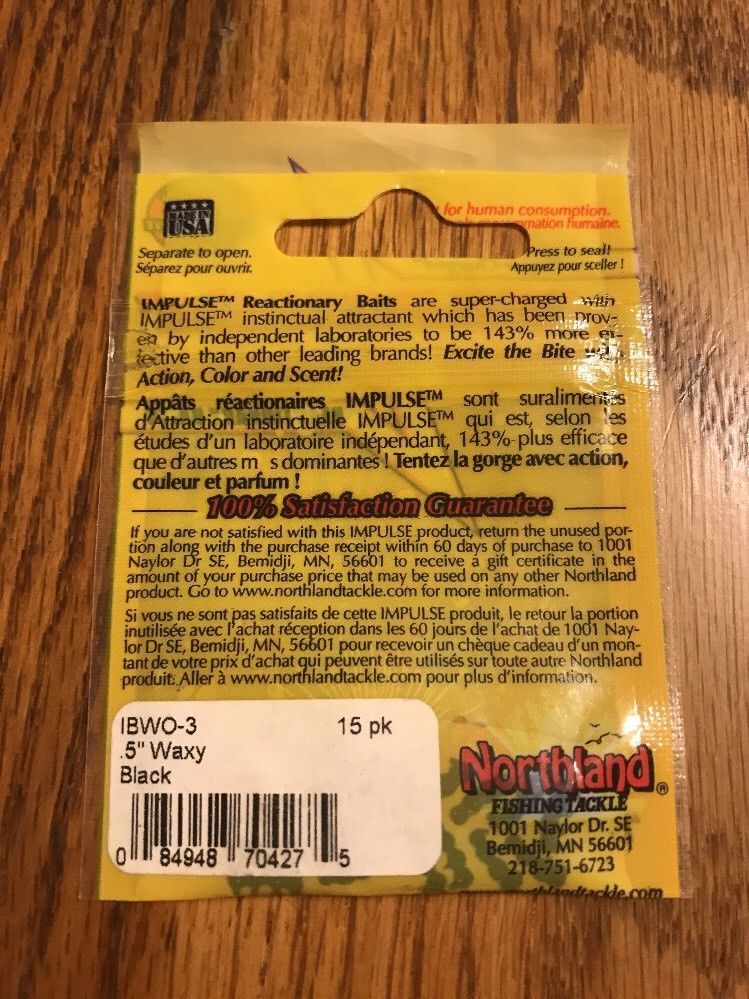 MADE IN
USA
for human consumption.
mation humaine.
Separate to open.
Séparez pour ouvrir.
Press to seal!
Appuyez pour sceller !
IMPULSE™ Reactionary Baits are super-charged with
IMPULSE™ instinctual attractant which has been prov-
en by independent laboratories to be 143% more ef-
fective than other leading brands! Excite the Bite with
Action, Color and Scent!
Appâts réactionaires IMPULSE™ sont suralimentés
d'Attraction instinctuelle IMPULSE™ qui est, selon les
études d'un laboratoire indépendant, 143% plus efficace
que d'autres m s dominantes ! Tentez la gorge avec action,
couleur et parfum !
100% Satisfaction Guarantee
If you are not satisfied with this IMPULSE product, return the unused por-
tion along with the purchase receipt within 60 days of purchase to 1001
Naylor Dr SE, Bemidji, MN, 56601 to receive a gift certificate in the
amount of your purchase price that may be used on any other Northland
product. Go to www.northlandtackle.com for more information.
Si vous ne sont pas satisfaits de cette IMPULSE produit, le retour la portion
inutilisée avec l'achat réception dans les 60 jours de l'achat de 1001 Nay-
lor Dr SE, Bemidji, MN, 56601 pour recevoir un chèque cadeau d'un mon-
tant de votre prix d'achat qui peuvent être utilisés sur toute autre Northland
produit. Aller à www.northlandtackle.com pour plus d'information.
IBWO-3 15 pk
.5" Waxy
Black
0 84948 70427 5
Northland®
FISHING TACKLE
1001 Naylor Dr. SE
Bemidji, MN 56601
218-751-6723
thlandtackle.com